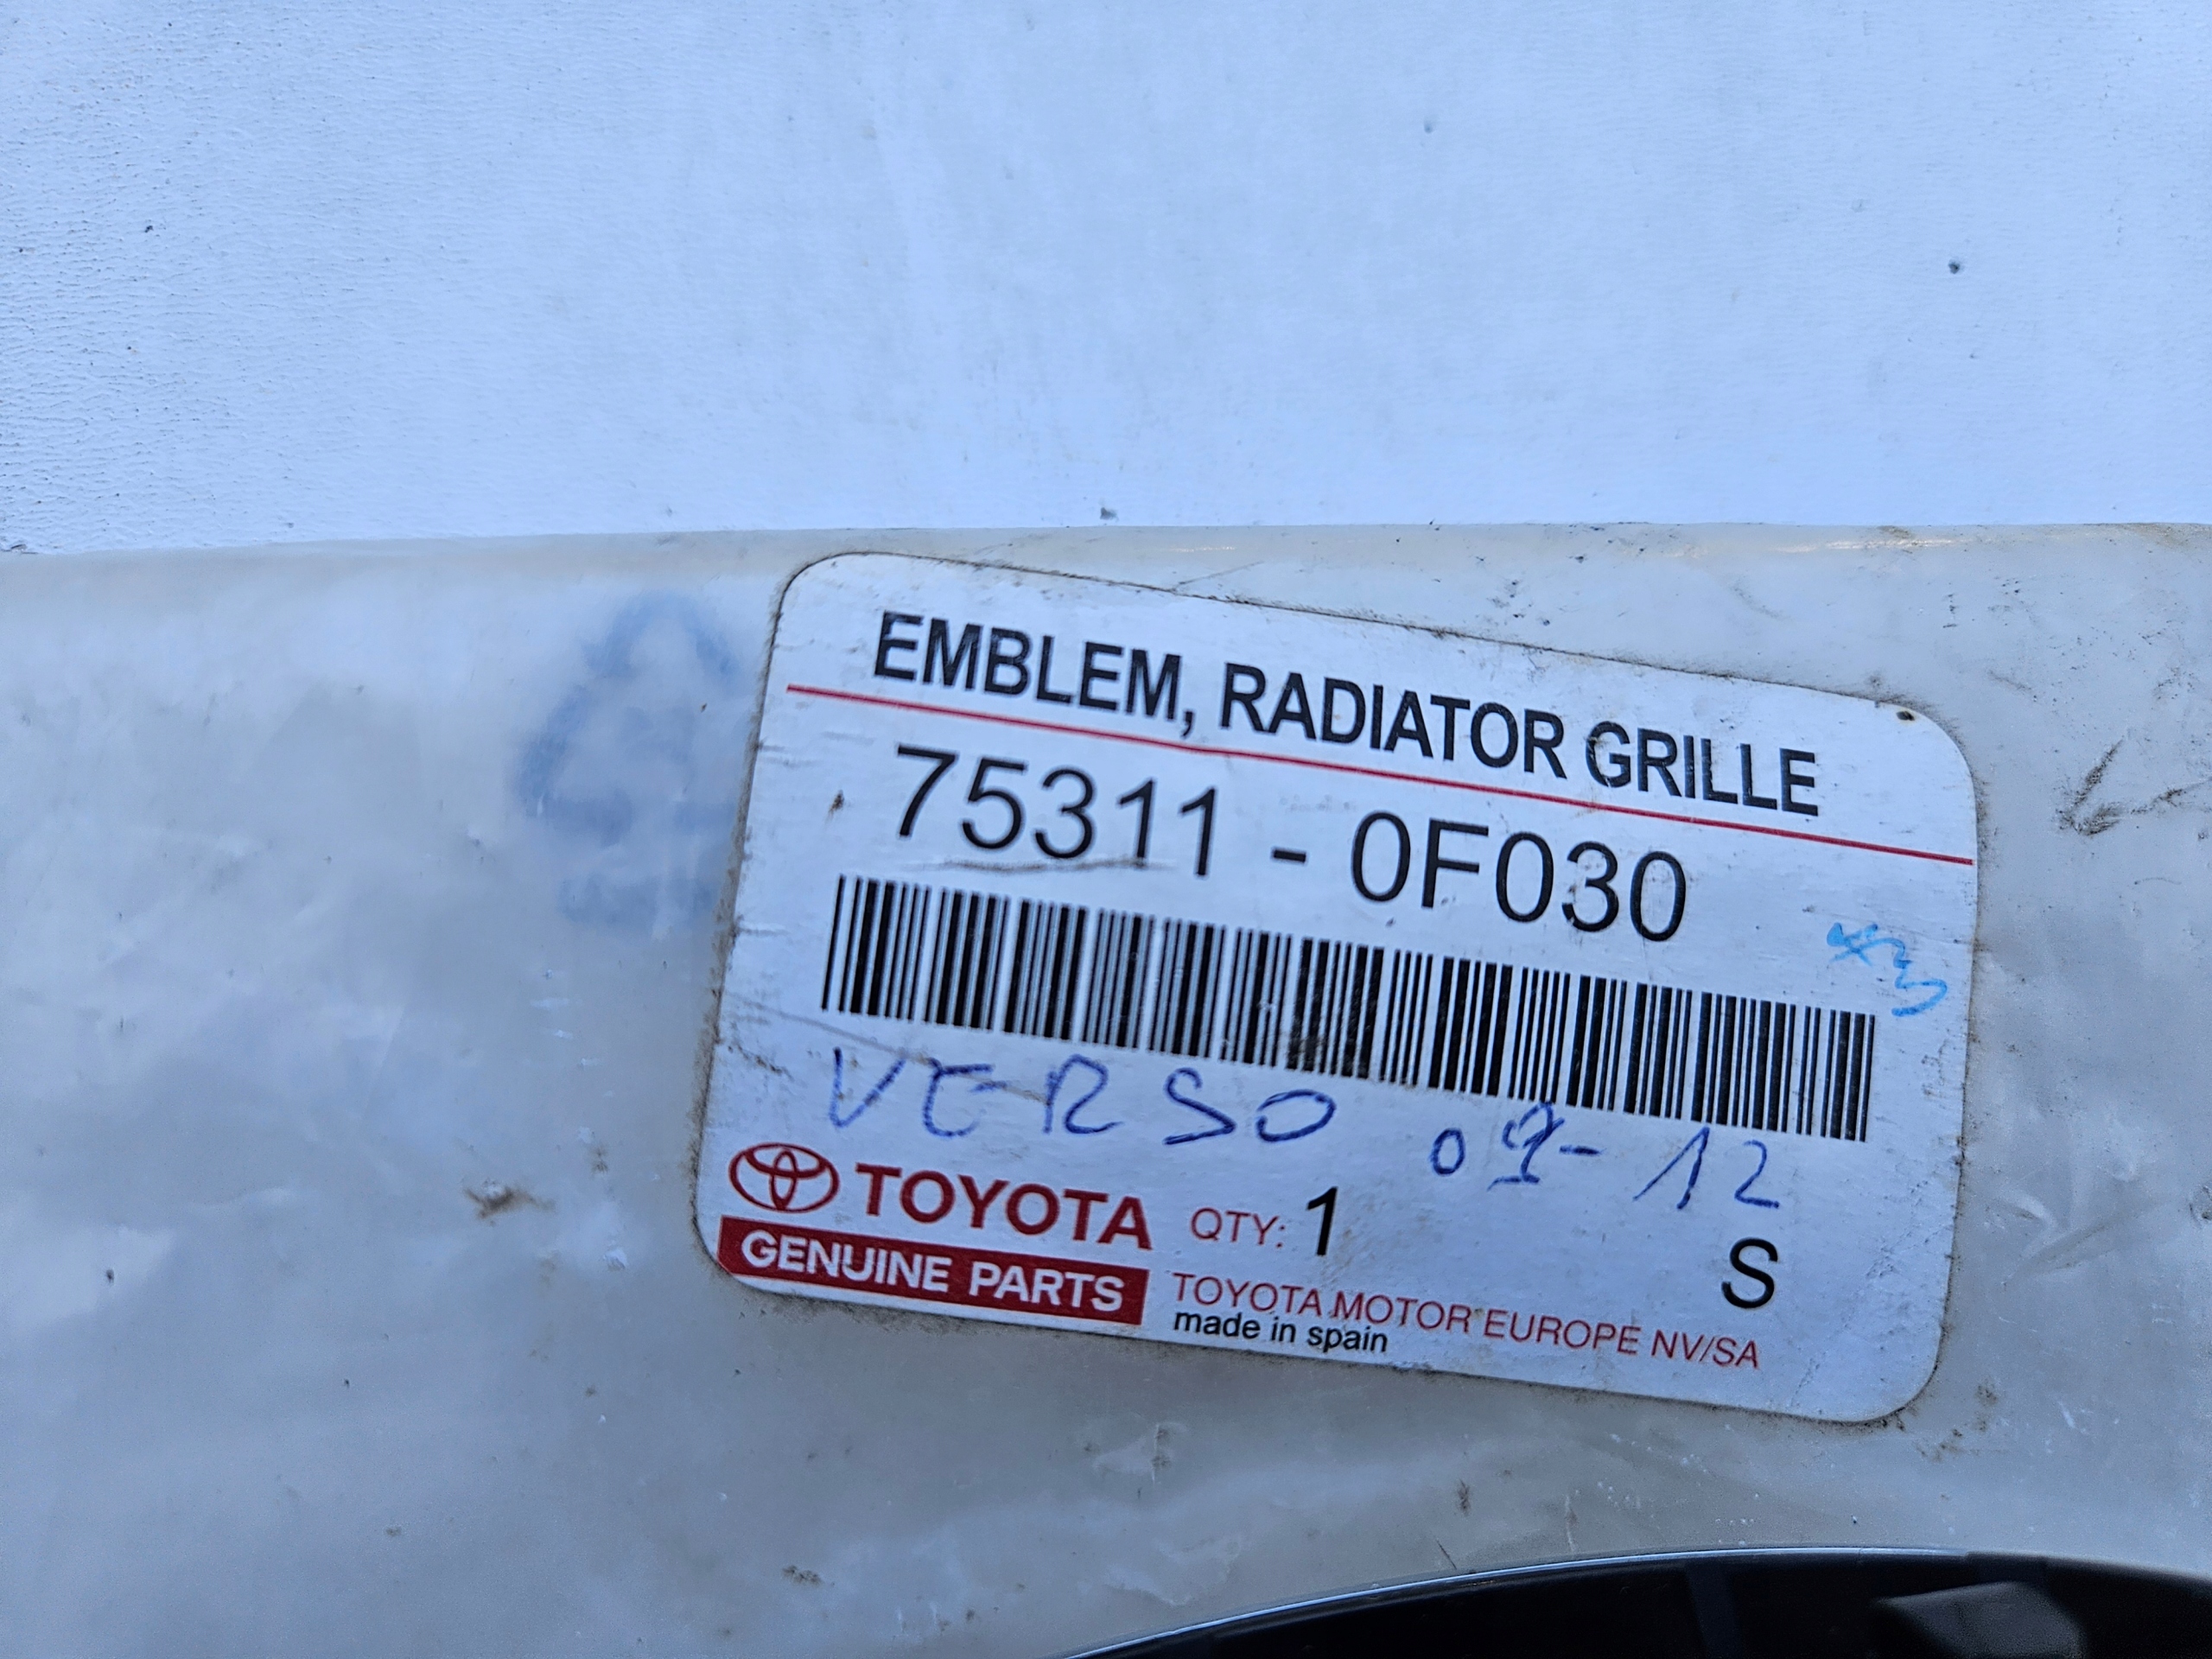 EMBLEM, RADIATOR GRILLE
75311 - 0F030
VERSO 09-12
TOYOTA QTY: 1
S
GENUINE PARTS TOYOTA MOTOR EUROPE NV/SA
made in spain